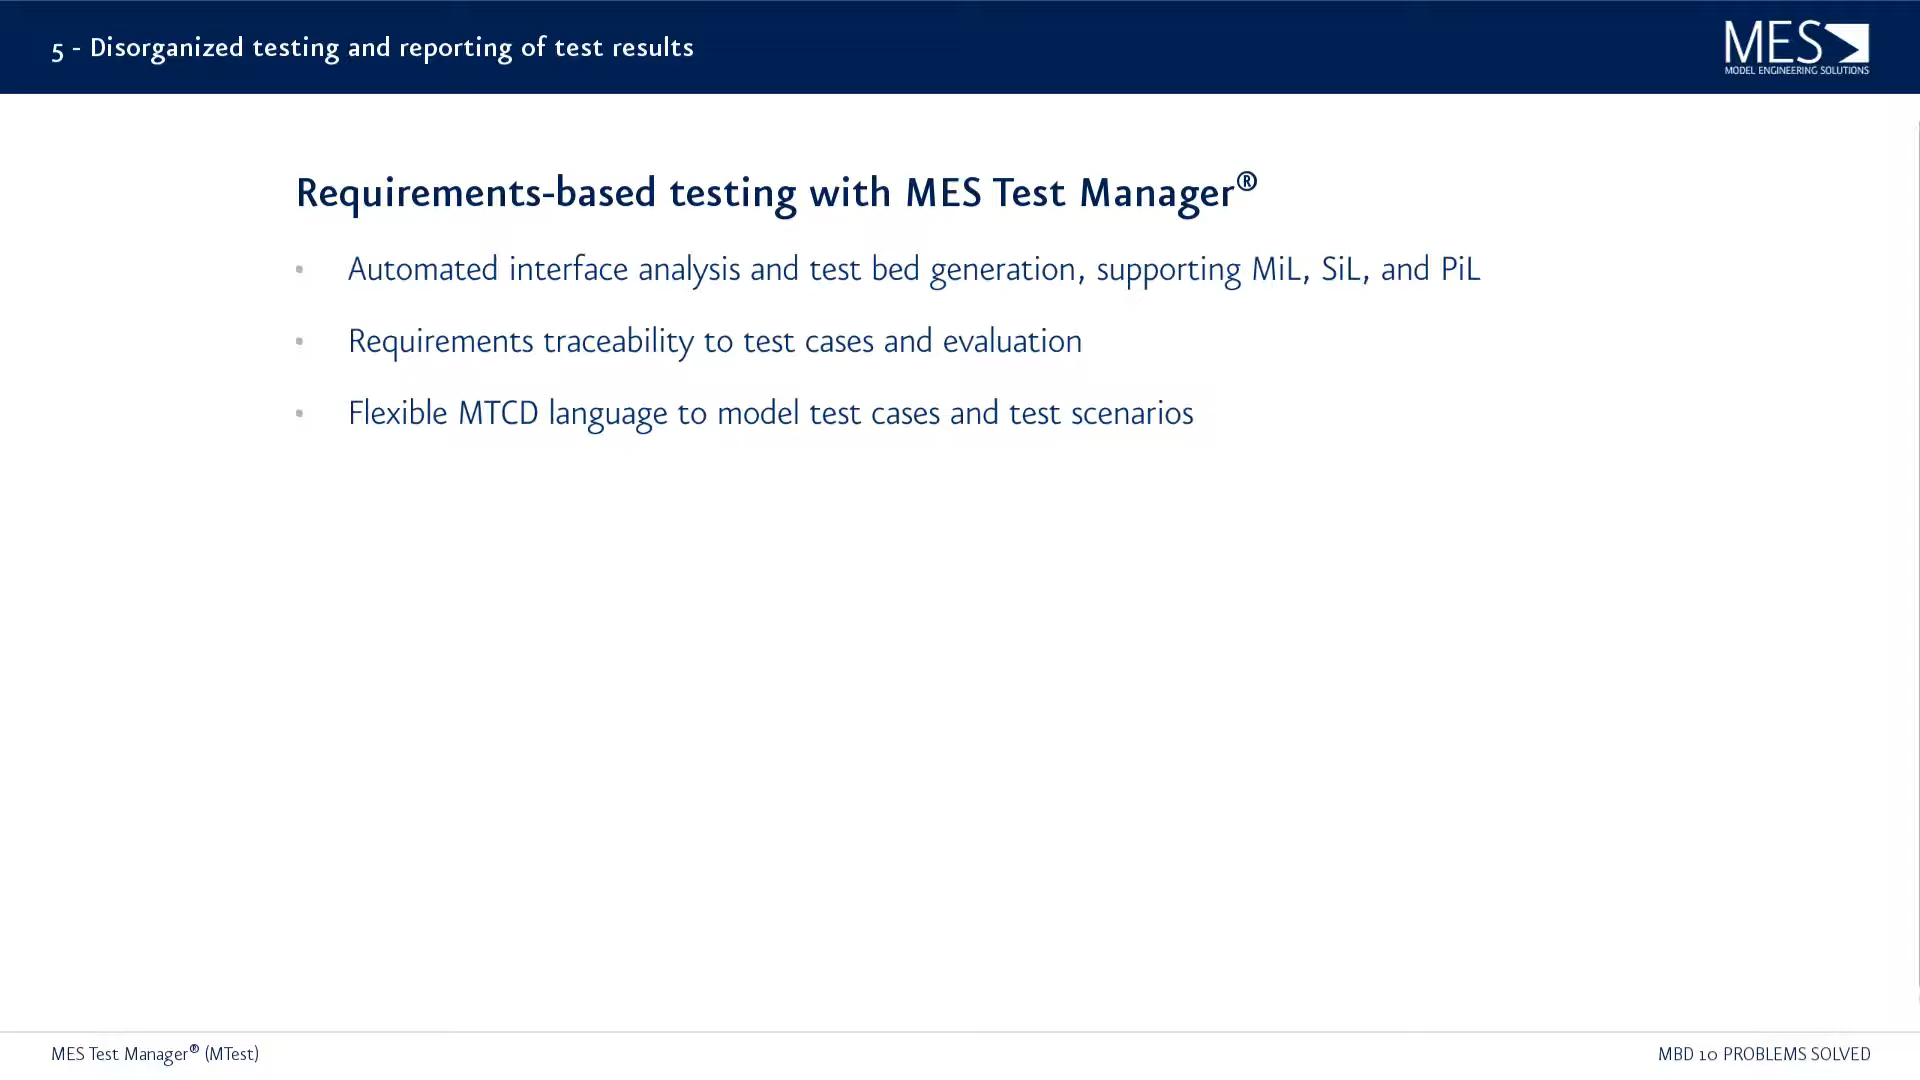 5 - Disorganized testing and reporting of test results
MES
MODEL ENGINEERING SOLUTIONS
Requirements-based testing with MES Test Manager®
• Automated interface analysis and test bed generation, supporting MiL, SiL, and PiL
• Requirements traceability to test cases and evaluation
• Flexible MTCD language to model test cases and test scenarios
MES Test Manager® (MTest)
MBD 10 PROBLEMS SOLVED